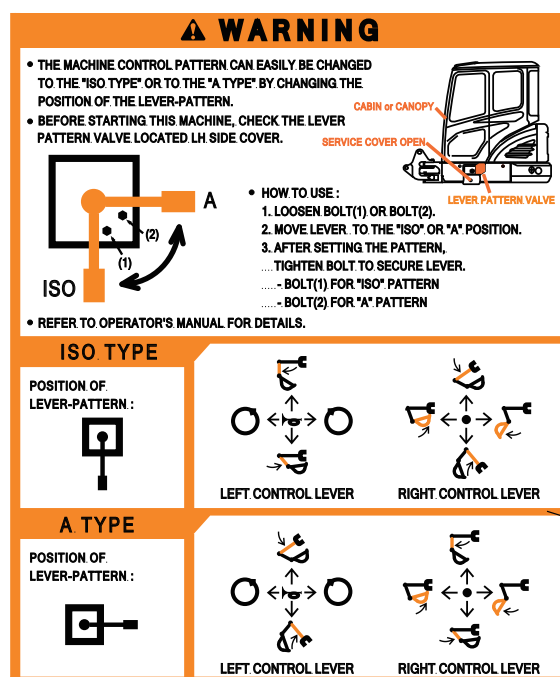 WARNING
• THE MACHINE CONTROL PATTERN CAN EASILY BE CHANGED
TO THE "ISO TYPE" OR TO THE "A TYPE" BY CHANGING THE
POSITION OF THE LEVER-PATTERN.
• BEFORE STARTING THIS MACHINE, CHECK THE LEVER
PATTERN VALVE LOCATED LH SIDE COVER.
CABIN or CANOPY
SERVICE COVER OPEN
LEVER PATTERN VALVE
A
(2)
(1)
ISO
• HOW TO USE :
1. LOOSEN BOLT(1) OR BOLT(2).
2. MOVE LEVER TO THE "ISO" OR "A" POSITION.
3. AFTER SETTING THE PATTERN,
.... TIGHTEN BOLT TO SECURE LEVER.
..... - BOLT(1) FOR "ISO" PATTERN
..... - BOLT(2) FOR "A" PATTERN
• REFER TO OPERATOR'S MANUAL FOR DETAILS.
ISO TYPE
POSITION OF
LEVER-PATTERN :
LEFT CONTROL LEVER
RIGHT CONTROL LEVER
A TYPE
POSITION OF
LEVER-PATTERN :
LEFT CONTROL LEVER
RIGHT CONTROL LEVER